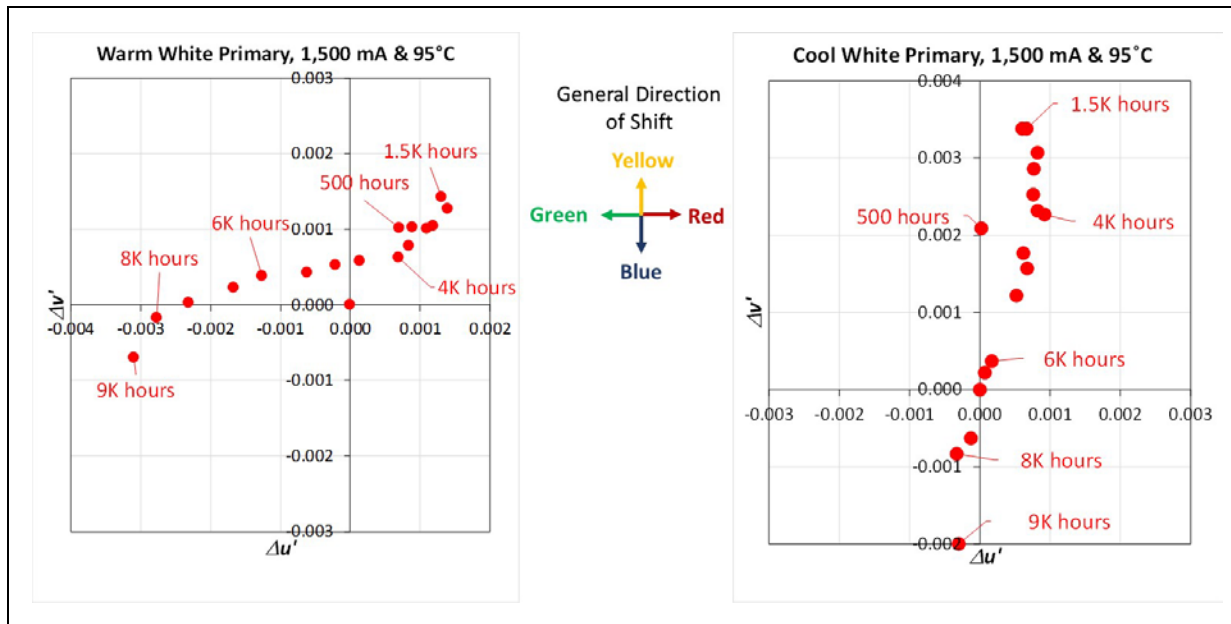 Warm White Primary, 1,500 mA & 95°C
0.003
0.002
1.5K hours
500 hours
0.001
6K hours
8K hours
4K hours
0.000
-0.004 -0.003 -0.002 -0.001 0.000 0.001 0.002
Δv'
9K hours
-0.001
-0.002
-0.003
Δu'
General Direction
of Shift
Yellow
Green
Red
Blue
Cool White Primary, 1,500 mA & 95°C
0.004
1.5K hours
0.003
500 hours
4K hours
0.002
0.001
6K hours
0.000
-0.003 -0.002 -0.001 0.000 0.001 0.002 0.003
Δv'
8K hours
-0.001
9K hours
-0.002
Δu'